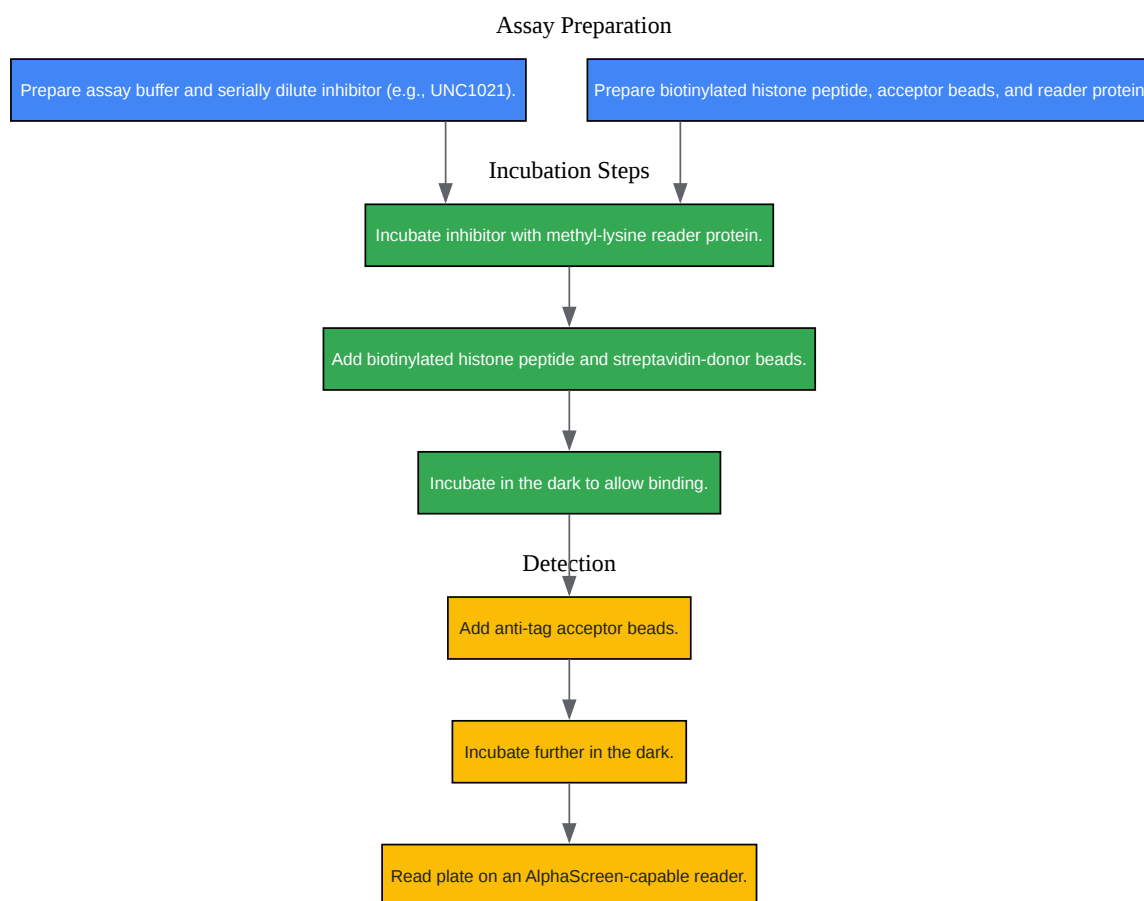 Assay Preparation
Prepare assay buffer and serially dilute inhibitor (e.g., UNC1021).
Prepare biotinylated histone peptide, acceptor beads, and reader protein
Incubation Steps
Incubate inhibitor with methyl-lysine reader protein.
Add biotinylated histone peptide and streptavidin-donor beads.
Incubate in the dark to allow binding.
Detection
Add anti-tag acceptor beads.
Incubate further in the dark.
Read plate on an AlphaScreen-capable reader.